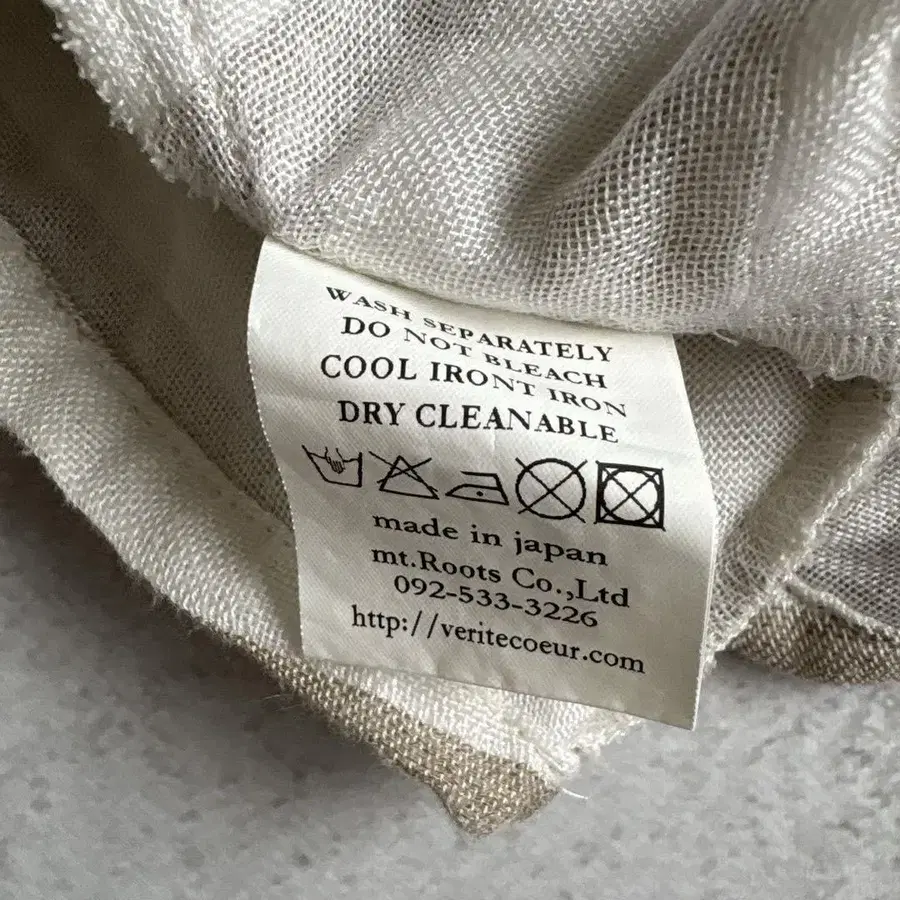 WASH SEPARATELY
DO NOT BLEACH
COOL IRONT IRON
DRY CLEANABLE
made in japan
mt.Roots Co.,Ltd
092-533-3226
http://veritecoeur.com